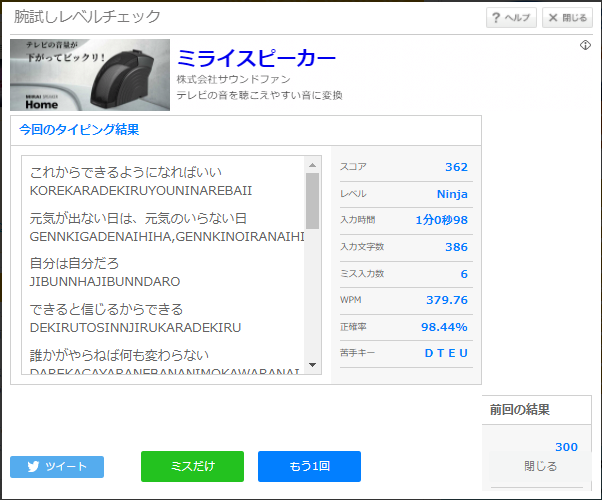 腕試しレベルチェック
? ヘルプ
× 閉じる
テレビの音量が
下がってビックリ！
MIRAI SPEAKER
Home
ミライスピーカー
株式会社サウンドファン
テレビの音を聴こえやすい音に変換
今回のタイピング結果
これからできるようになればいい
KOREKARADEKIRUYOUNINAREBAII
元気が出ない日は、元気のいらない日
GENNKIGADENAIHIHA,GENNKINOIRANAIHI
自分は自分だろ
JIBUNNHAJIBUNNDARO
できると信じるからできる
DEKIRUTOSINNJIRUKARADEKIRU
誰かがやらねば何も変わらない
DAREKAGAYARANEBANANIMOKAWARANAI
スコア 362
レベル Ninja
入力時間 1分0秒98
入力文字数 386
ミス入力数 6
WPM 379.76
正確率 98.44%
苦手キー D T E U
前回の結果
300
閉じる
ツイート
ミスだけ
もう1回